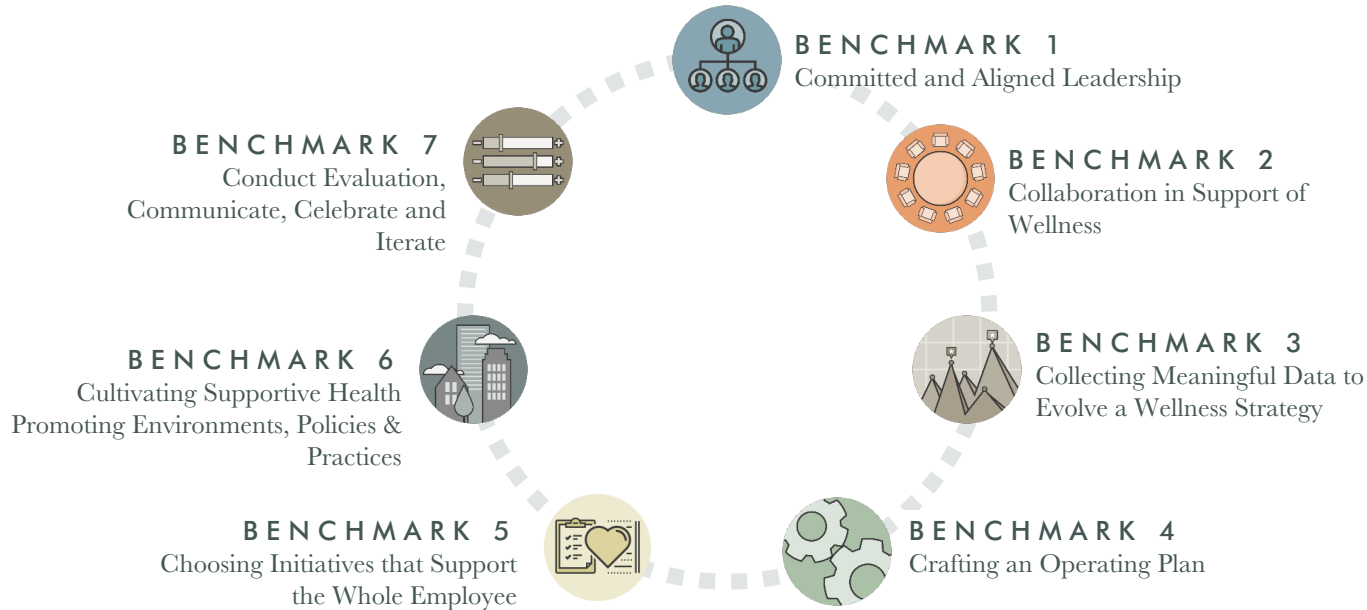 BENCHMARK 1
Committed and Aligned Leadership
BENCHMARK 2
Collaboration in Support of
Wellness
BENCHMARK 3
Collecting Meaningful Data to
Evolve a Wellness Strategy
BENCHMARK 4
Crafting an Operating Plan
BENCHMARK 5
Choosing Initiatives that Support
the Whole Employee
BENCHMARK 6
Cultivating Supportive Health
Promoting Environments, Policies &
Practices
BENCHMARK 7
Conduct Evaluation,
Communicate, Celebrate and
Iterate